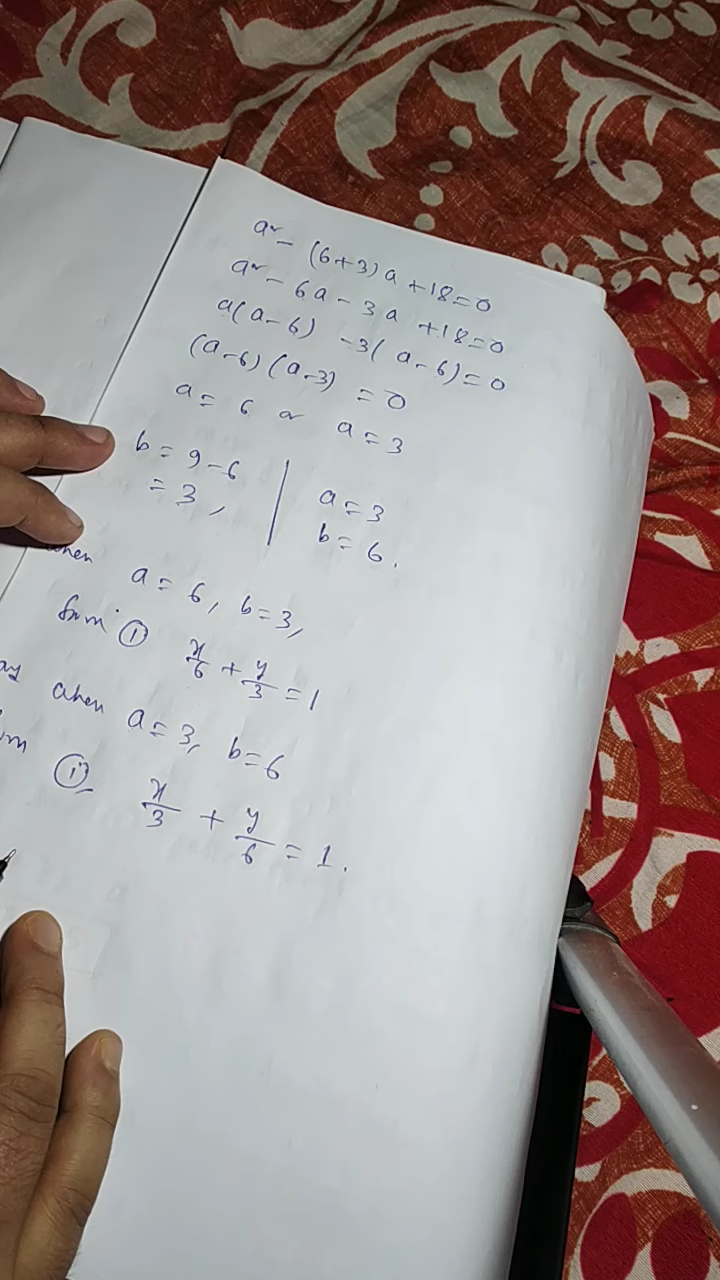 a² - (6+3)a + 18 = 0
a² - 6a - 3a + 18 = 0
a(a-6) -3(a-6) = 0
(a-6)(a-3) = 0
a = 6 or a = 3
b = 9-6
= 3,
a = 3
b = 6.
when a = 6, b = 3,
from ① x/6 + y/3 = 1
when a = 3, b = 6
① x/3 + y/6 = 1.